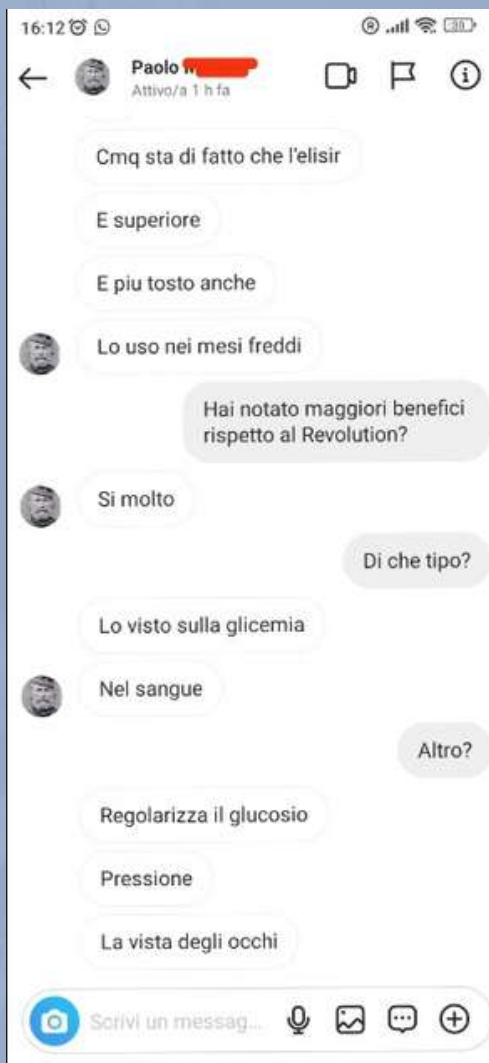 16:12
30
Paolo
Attivo/a 1 h fa
Cmq sta di fatto che l'elisir
E superiore
E piu tosto anche
Lo uso nei mesi freddi
Hai notato maggiori benefici
rispetto al Revolution?
Si molto
Di che tipo?
Lo visto sulla glicemia
Nel sangue
Altro?
Regolarizza il glucosio
Pressione
La vista degli occhi
Scrivi un messag...